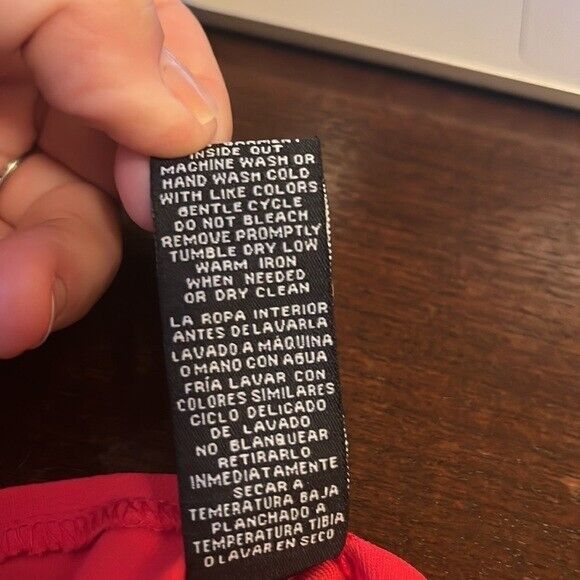 INSIDE OUT
MACHINE WASH OR
HAND WASH COLD
WITH LIKE COLORS
GENTLE CYCLE
DO NOT BLEACH
REMOVE PROMPTLY
TUMBLE DRY LOW
WARM IRON
WHEN NEEDED
OR DRY CLEAN
LA ROPA INTERIOR
ANTES DELAVARLA
LAVADO A MÁQUINA
O MANO CON AGUA
FRÍA LAVAR CON
COLORES SIMILARES
CICLO DELICADO
DE LAVADO
NO BLANQUEAR
RETIRARLO
INMEDIATAMENTE
SECAR A
TEMERATURA BAJA
PLANCHADO A
TEMPERATURA TIBIA
O LAVAR EN SECO